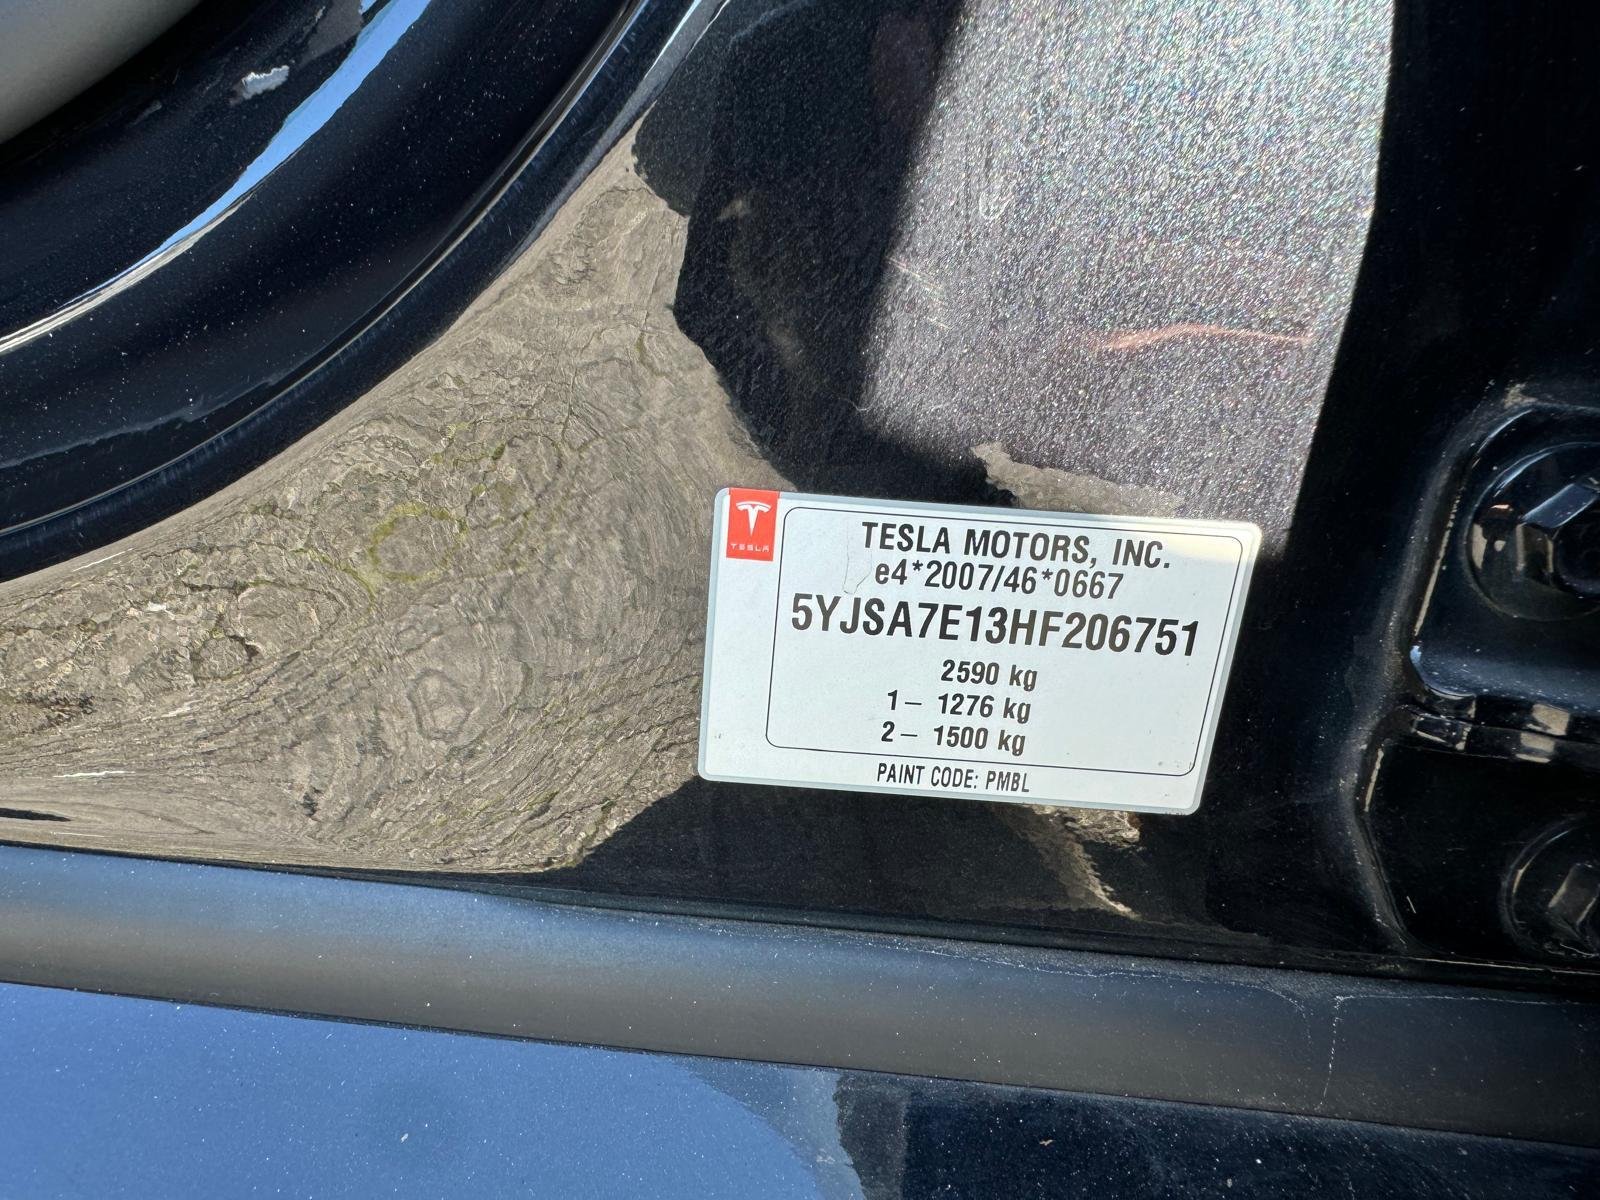 TESLA
TESLA MOTORS, INC.
e4*2007/46*0667
5YJSA7E13HF206751
2590 kg
1– 1276 kg
2– 1500 kg
PAINT CODE: PMBL